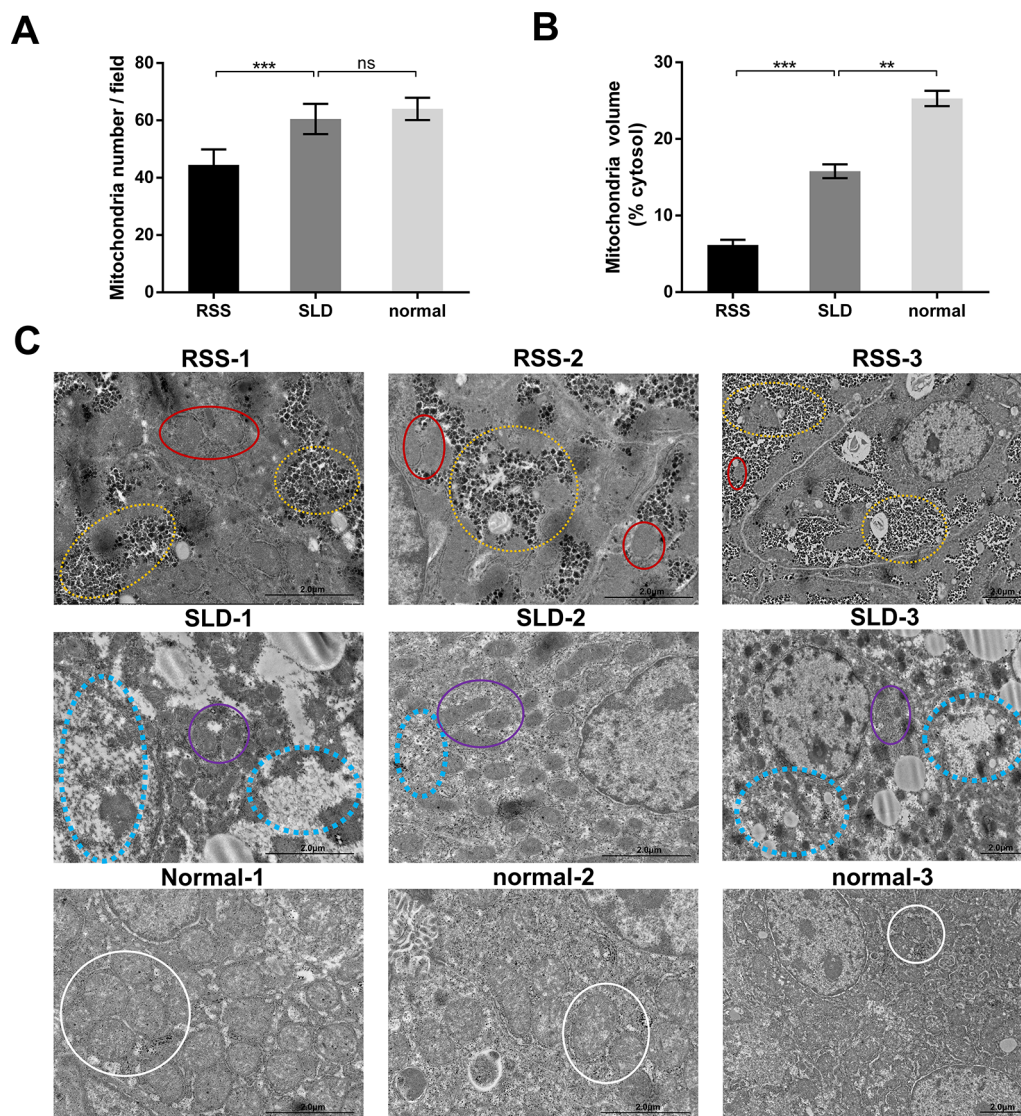 A
Mitochondria number / field
80
60
40
20
0
***
ns
RSS
SLD
normal
B
Mitochondria volume
(% cytosol)
30
20
10
0
***
**
RSS
SLD
normal
C
RSS-1
RSS-2
RSS-3
2.0μm
2.0μm
2.0μm
SLD-1
SLD-2
SLD-3
2.0μm
2.0μm
2.0μm
Normal-1
normal-2
normal-3
2.0μm
2.0μm
2.0μm